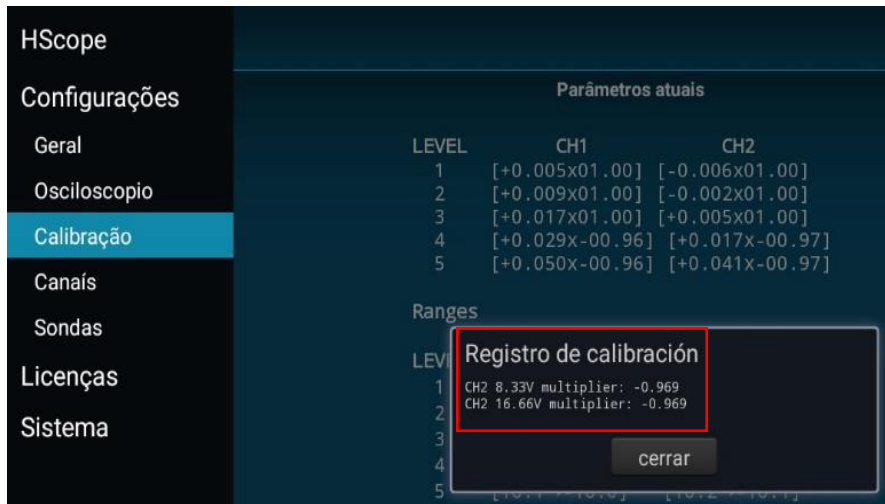 HScope
Configurações
Geral
Osciloscopio
Calibração
Canaís
Sondas
Licenças
Sistema
Parâmetros atuais
LEVEL CH1 CH2
1 [+0.005x01.00] [-0.006x01.00]
2 [+0.009x01.00] [-0.002x01.00]
3 [+0.017x01.00] [+0.005x01.00]
4 [+0.029x-00.96] [+0.017x-00.97]
5 [+0.050x-00.96] [+0.041x-00.97]
Ranges
1
2
3
4
5
Registro de calibración
CH2 8.33V multiplier: -0.969
CH2 16.66V multiplier: -0.969
cerrar